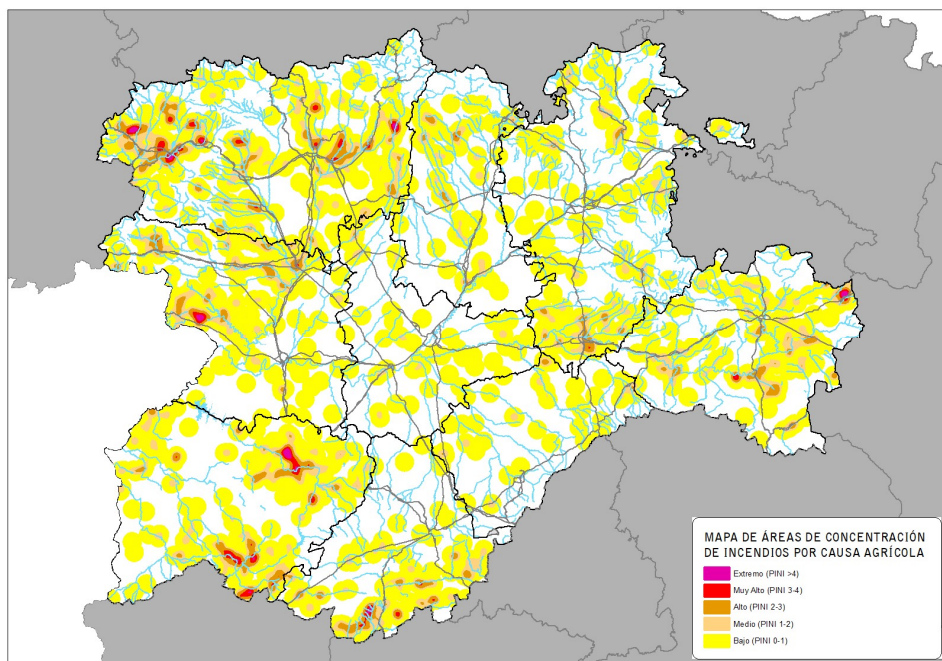 MAPA DE ÁREAS DE CONCENTRACIÓN
DE INCENDIOS POR CAUSA AGRÍCOLA
Extremo (PINI >4)
Muy Alto (PINI 3-4)
Alto (PINI 2-3)
Medio (PINI 1-2)
Bajo (PINI 0-1)